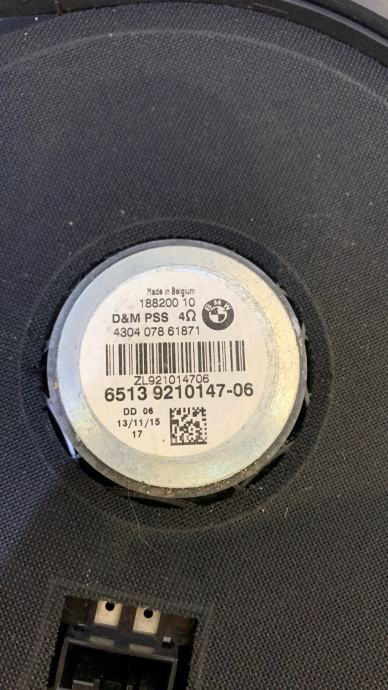 Made in Belgium
188200 10
D&M PSS 4Ω
BMW
4304 078 61871
ZL921014706
6513 9210147-06
DD 06
13/11/15
17